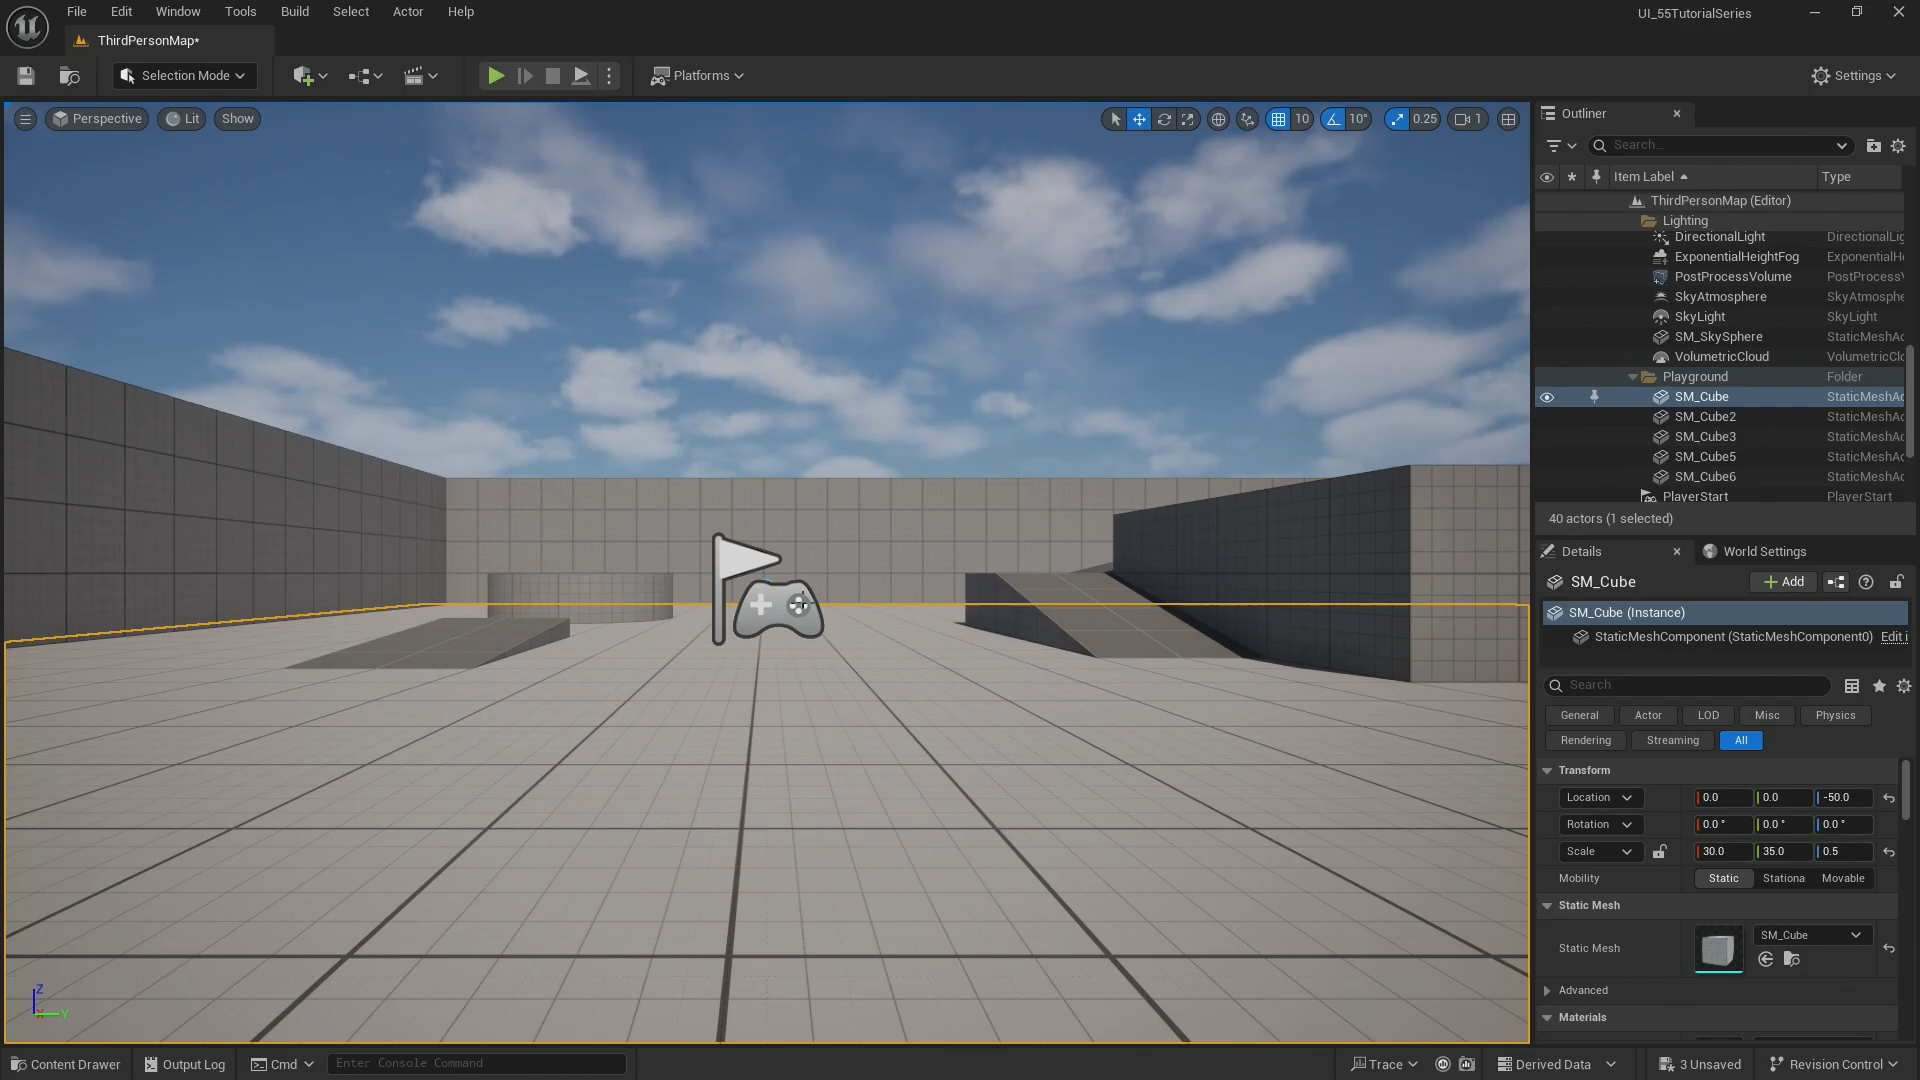 File Edit Window Tools Build Select Actor Help
UI_55TutorialSeries
ThirdPersonMap*
Selection Mode
Platforms
Settings
Perspective
Lit
Show
10
10°
0.25
1
Outliner
Search...
Item Label
Type
ThirdPersonMap (Editor)
Lighting
DirectionalLight DirectionalLig
ExponentialHeightFog ExponentialHe
PostProcessVolume PostProcessV
SkyAtmosphere SkyAtmosphe
SkyLight SkyLight
SM_SkySphere StaticMeshAc
VolumetricCloud VolumetricClo
Playground Folder
SM_Cube StaticMeshAc
SM_Cube2 StaticMeshAc
SM_Cube3 StaticMeshAc
SM_Cube5 StaticMeshAc
SM_Cube6 StaticMeshAc
PlayerStart PlayerStart
40 actors (1 selected)
Details
World Settings
SM_Cube
Add
SM_Cube (Instance)
StaticMeshComponent (StaticMeshComponent0) Edit i
Search
General Actor LOD Misc Physics
Rendering Streaming All
Transform
Location 0.0 0.0 -50.0
Rotation 0.0 ° 0.0 ° 0.0 °
Scale 30.0 35.0 0.5
Mobility Static Stationa Movable
Static Mesh
Static Mesh SM_Cube
Advanced
Materials
Z
X
Y
Content Drawer
Output Log
Cmd
Enter Console Command
Trace
Derived Data
3 Unsaved
Revision Control